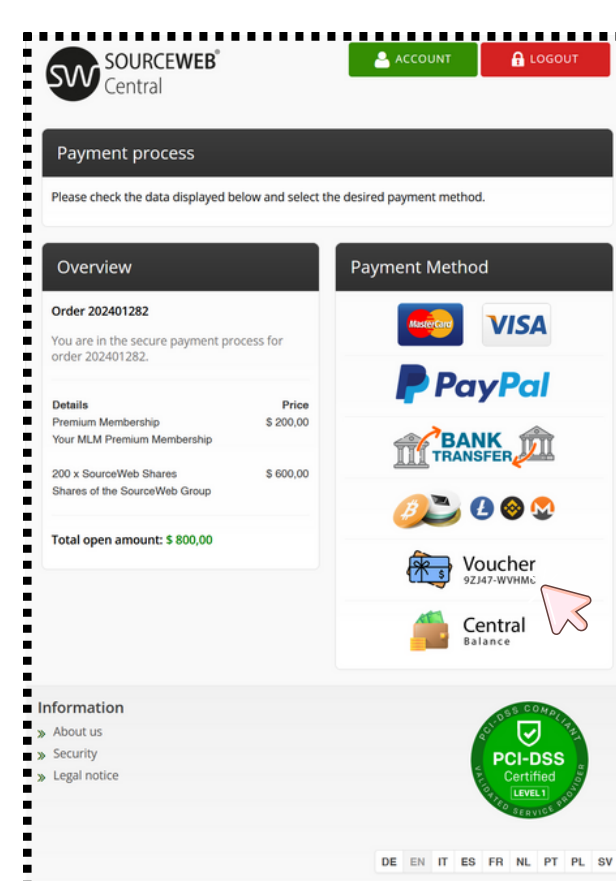 SW SOURCEWEB®
Central
ACCOUNT
LOGOUT
Payment process
Please check the data displayed below and select the desired payment method.
Overview
Order 202401282
You are in the secure payment process for
order 202401282.
Details Price
Premium Membership $ 200,00
Your MLM Premium Membership
200 x SourceWeb Shares $ 600,00
Shares of the SourceWeb Group
Total open amount: $ 800,00
Payment Method
MasterCard VISA
PayPal
BANK
TRANSFER
Voucher
Central
Balance
Information
About us
Security
Legal notice
PCI-DSS COMPLIANT
PCI-DSS
Certified
LEVEL 1
VALIDATED SERVICE PROVIDER
DE EN IT ES FR NL PT PL SV